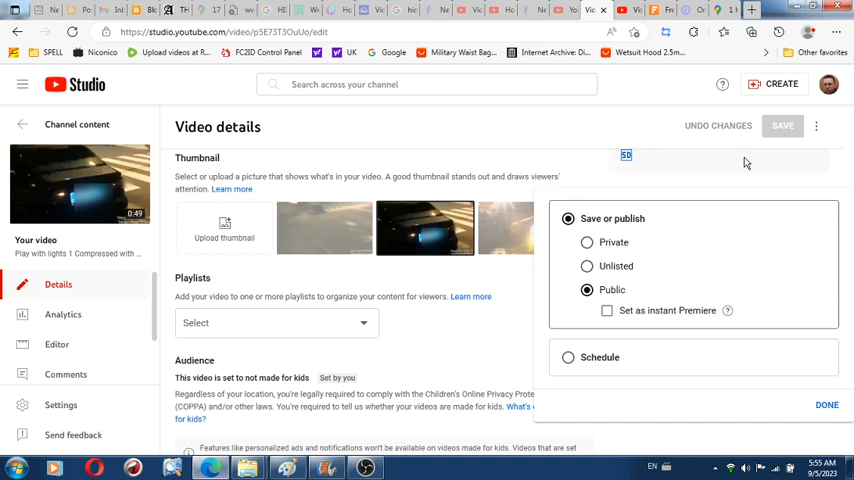 https://studio.youtube.com/video/p5E73T3OuUo/edit
SPELL
Niconico
Upload videos at R...
FC2ID Control Panel
UK
Google
Military Waist Bag...
Internet Archive: Di...
Wetsuit Hood 2.5m...
Other favorites
Studio
Search across your channel
CREATE
Channel content
Video details
UNDO CHANGES
SAVE
SD
Thumbnail
Select or upload a picture that shows what's in your video. A good thumbnail stands out and draws viewers'
attention. Learn more
Upload thumbnail
0:49
Your video
Play with lights 1 Compressed with ...
Details
Analytics
Editor
Comments
Settings
Send feedback
Playlists
Add your video to one or more playlists to organize your content for viewers. Learn more
Select
Audience
This video is set to not made for kids Set by you
Regardless of your location, you're legally required to comply with the Children's Online Privacy
(COPPA) and/or other laws. You're required to tell us whether your videos are made for kids. What's
for kids?
Features like personalized ads and notifications won't be available on videos made for kids. Videos that are set
Save or publish
Private
Unlisted
Public
Set as instant Premiere
Schedule
DONE
EN
5:55 AM
9/5/2023